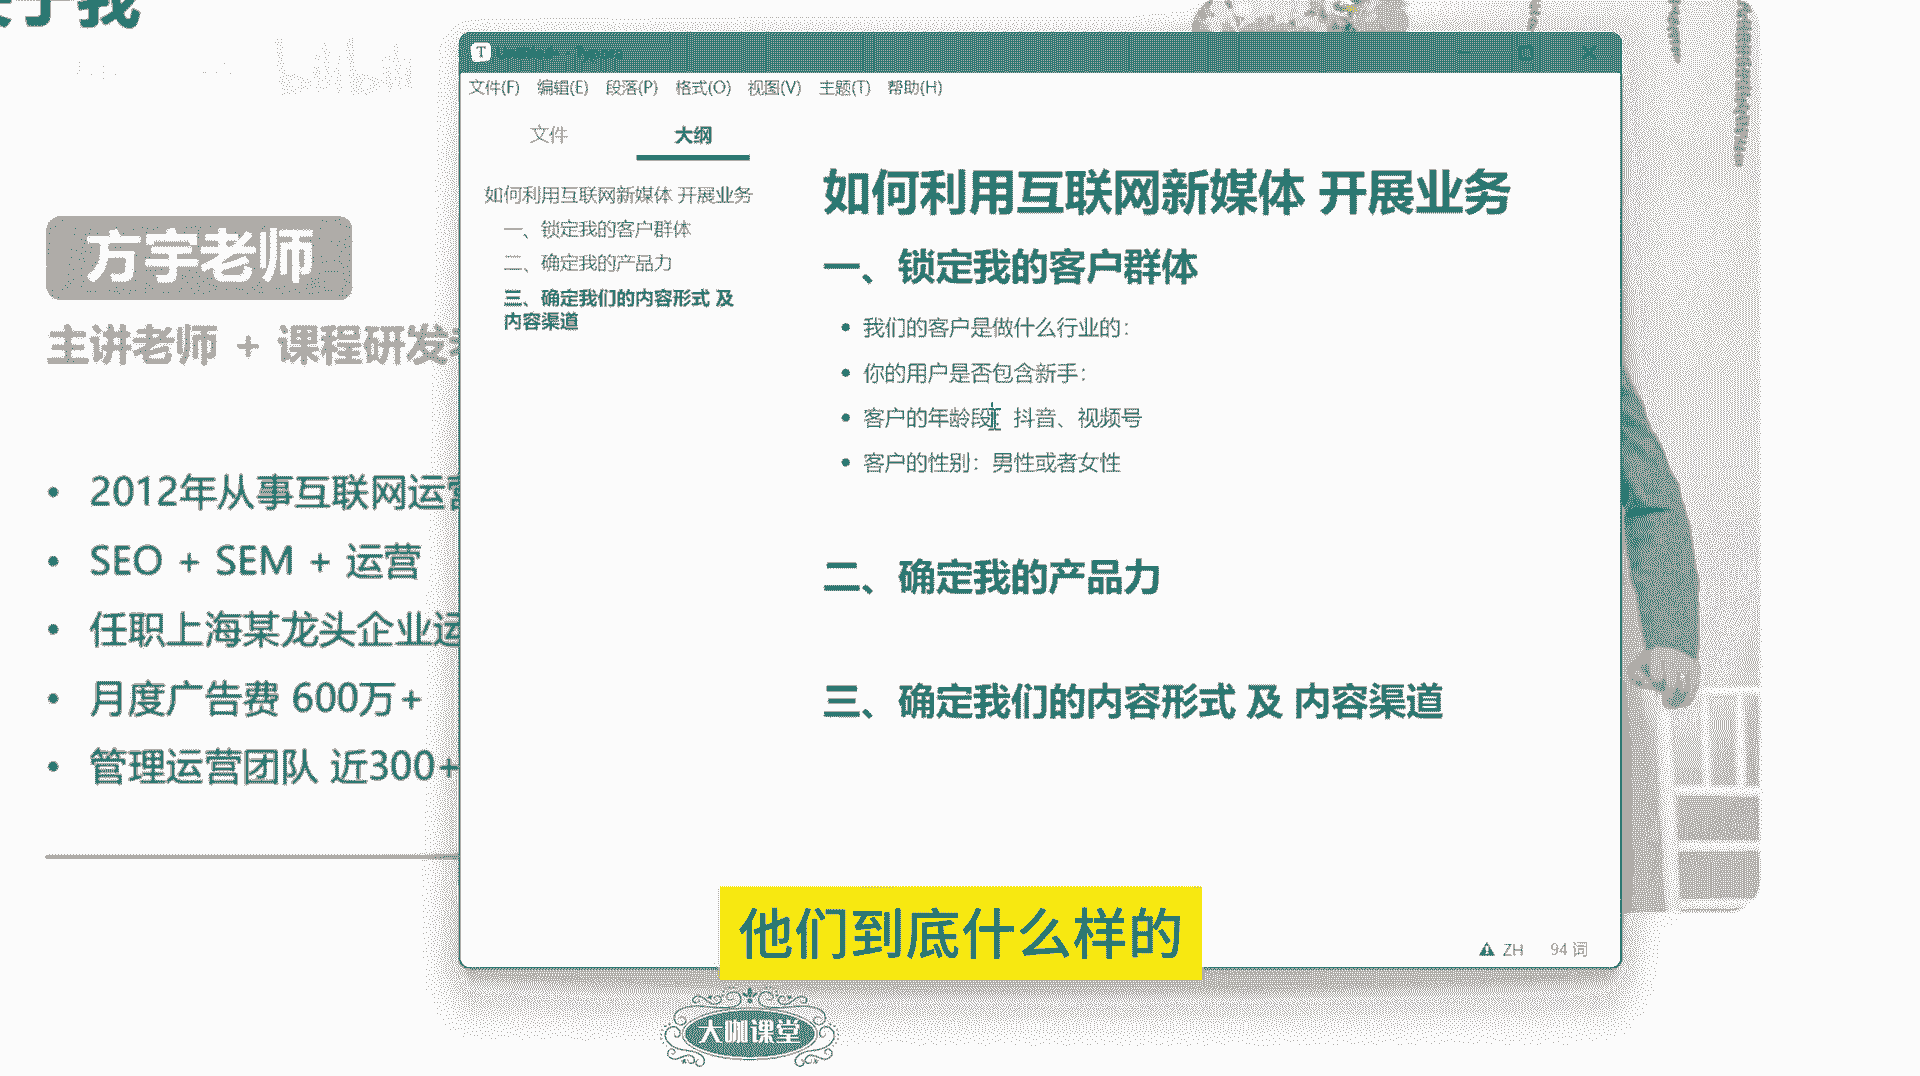 关于我
bilibili
方宇老师
主讲老师 + 课程研发
2012年从事互联网运营
SEO + SEM + 运营
任职上海某龙头企业运
月度广告费 600万+
管理运营团队 近300+
文件(F) 编辑(E) 段落(P) 格式(O) 视图(V) 主题(T) 帮助(H)
文件 大纲
如何利用互联网新媒体 开展业务
一、锁定我的客户群体
二、确定我的产品力
三、确定我们的内容形式 及
内容渠道
如何利用互联网新媒体 开展业务
一、锁定我的客户群体
我们的客户是做什么行业的：
你的用户是否包含新手：
客户的年龄段 抖音、视频号
客户的性别：男性或者女性
二、确定我的产品力
三、确定我们的内容形式 及 内容渠道
他们到底什么样的
ZH 94 词
大咖课堂